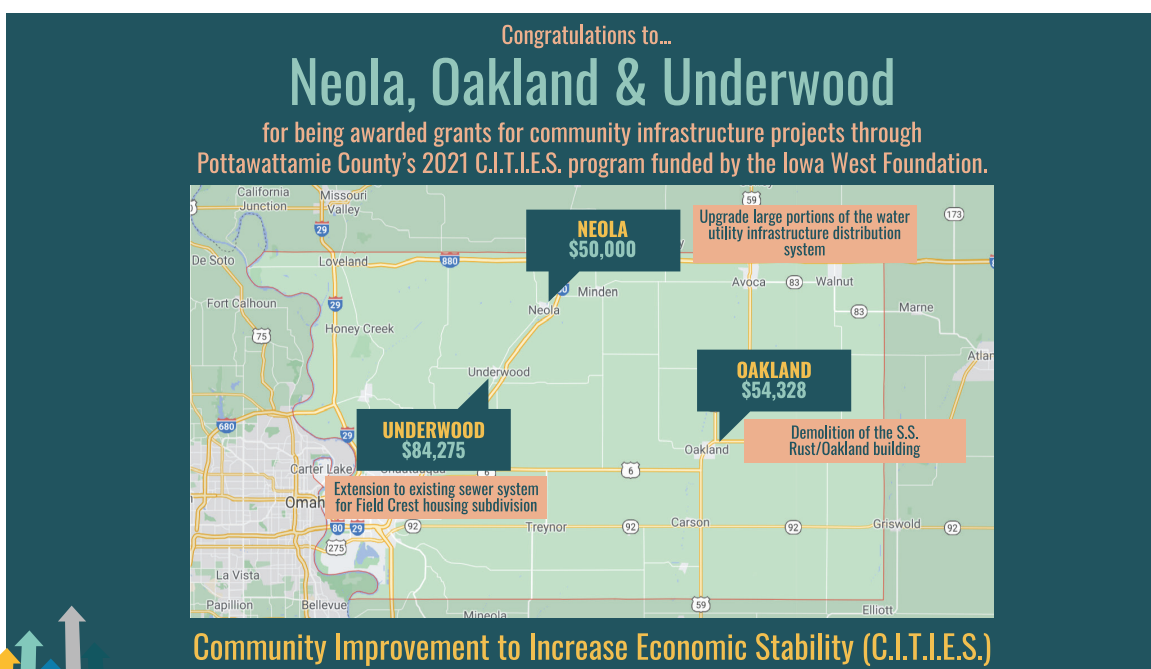 Congratulations to...
Neola, Oakland & Underwood
for being awarded grants for community infrastructure projects through
Pottawattamie County's 2021 C.I.T.I.E.S. program funded by the Iowa West Foundation.
California
Junction
Missouri
Valley
29
59
173
NEOLA
$50,000
Upgrade large portions of the water
utility infrastructure distribution
system
De Soto
Loveland
880
Avoca
83
Walnut
Minden
Neola
Fort Calhoun
29
83
Marne
Honey Creek
75
Underwood
OAKLAND
$54,328
UNDERWOOD
$84,275
680
29
Demolition of the S.S.
Rust/Oakland building
Oakland
Carter Lake
6
6
Extension to existing sewer system
for Field Crest housing subdivision
80
29
92
Treynor
92
Carson
92
Griswold
92
275
La Vista
Papillion
Bellevue
Mineola
59
Elliott
Community Improvement to Increase Economic Stability (C.I.T.I.E.S.)